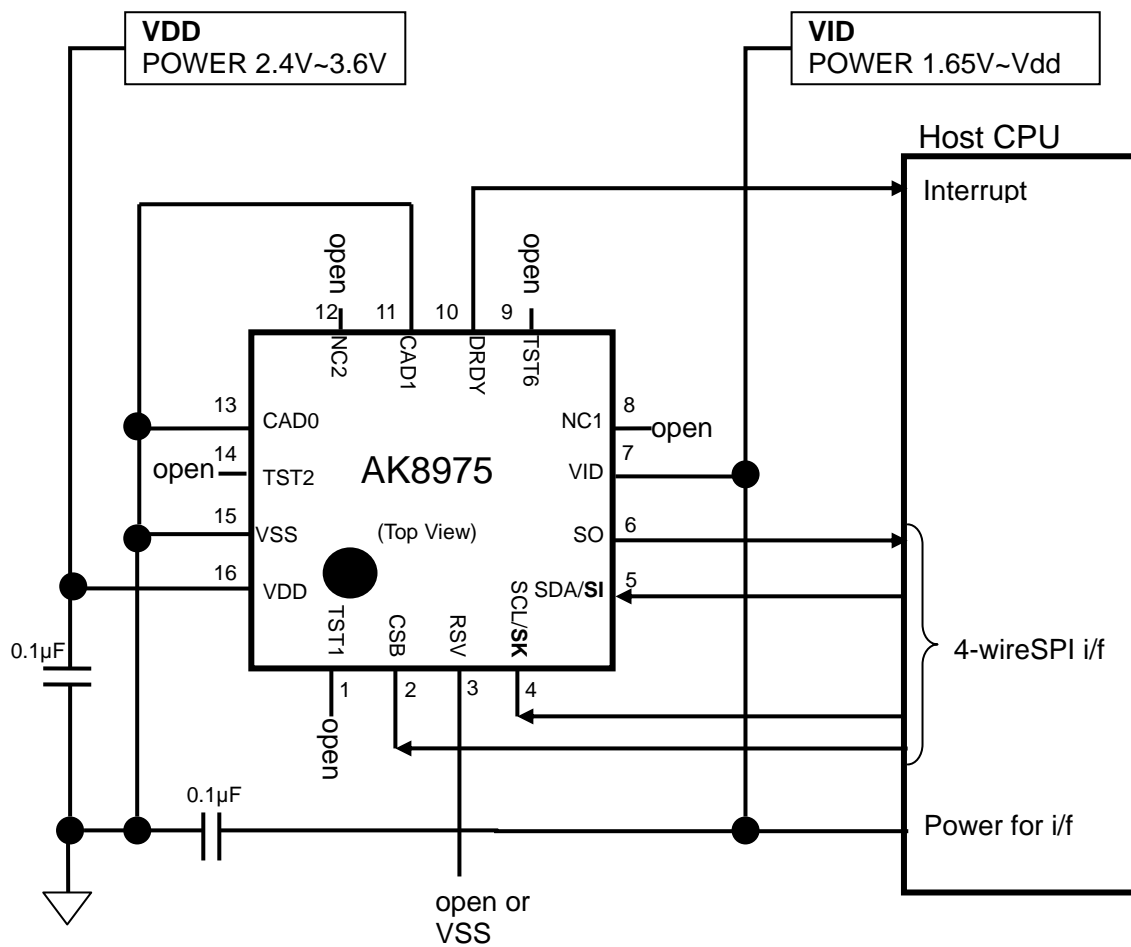 VDD
POWER 2.4V~3.6V
VID
POWER 1.65V~Vdd
Host CPU
Interrupt
open
open
12
11
10
9
NC2
CAD1
DRDY
TST6
13
CAD0
NC1
8
open
open
14
TST2
AK8975
VID
7
15
VSS
(Top View)
SO
6
16
VDD
SDA/SI
5
TST1
CSB
RSV
SCL/SK
0.1µF
4-wireSPI i/f
1
2
3
4
open
0.1µF
Power for i/f
open or
VSS